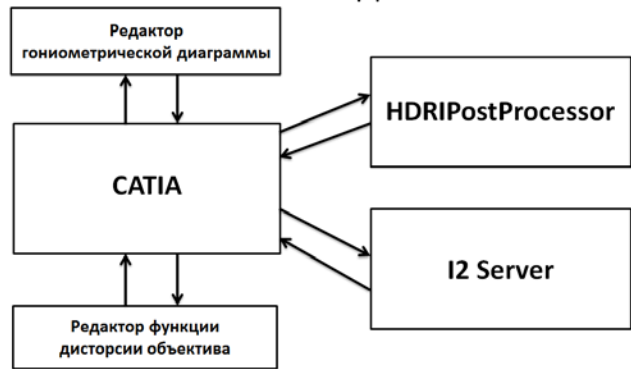 Редактор
гониометрической диаграммы
HDRIPostProcessor
CATIA
I2 Server
Редактор функции
дисторсии объектива